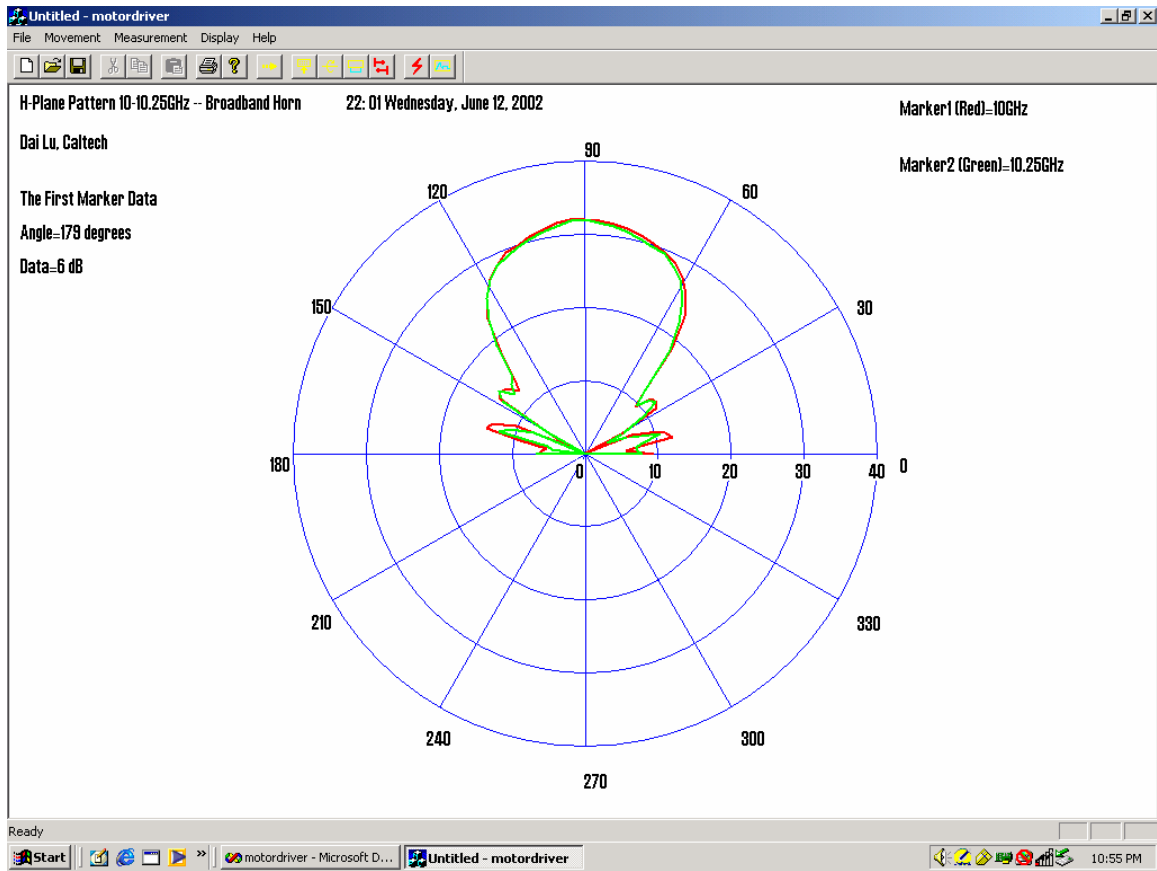 Untitled - motordriver
File Movement Measurement Display Help
H-Plane Pattern 10-10.25GHz -- Broadband Horn 22: 01 Wednesday, June 12, 2002
Marker1 (Red)=10GHz
Dai Lu, Caltech
Marker2 (Green)=10.25GHz
The First Marker Data
Angle=179 degrees
Data=6 dB
90
120
60
150
30
180
0
10
20
30
40
0
210
330
240
300
270
Ready
Start
motordriver - Microsoft D...
Untitled - motordriver
10:55 PM